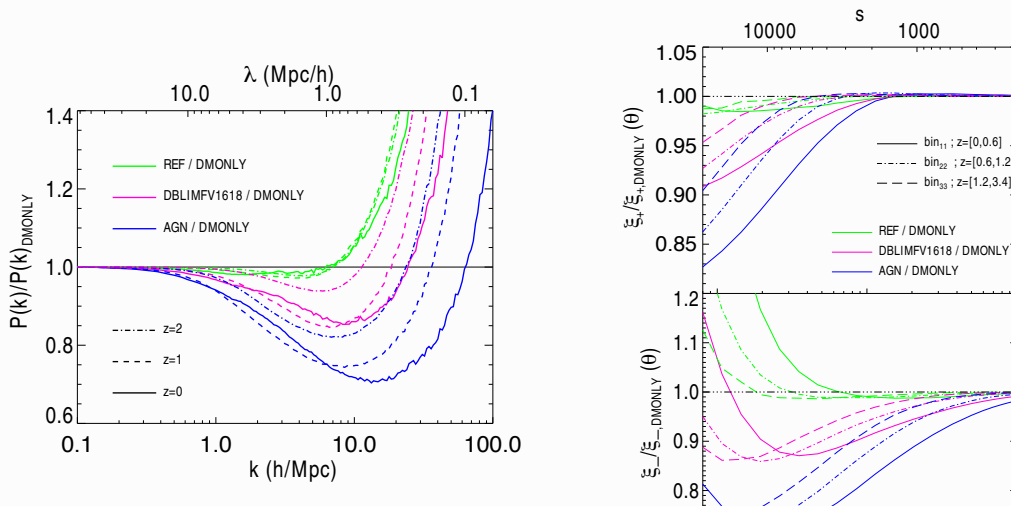 λ (Mpc/h)
10.0 1.0 0.1
1.4
1.2
1.0
0.8
0.6
P(k)/P(k)DMONLY
REF / DMONLY
DBLIMFV1618 / DMONLY
AGN / DMONLY
z=2
z=1
z=0
0.1 1.0 10.0 100.0
k (h/Mpc)
s
10000 1000
1.05
1.00
0.95
0.90
0.85
ξ+/ξ+,DMONLY (θ)
bin11 ; z=[0,0.6]
bin22 ; z=[0.6,1.2
bin33 ; z=[1.2,3.4]
REF / DMONLY
DBLIMFV1618 / DMONLY
AGN / DMONLY
1.2
1.1
1.0
0.9
0.8
ξ−/ξ−,DMONLY (θ)